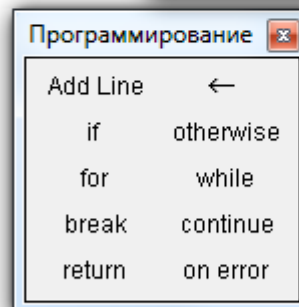 Программирование
Add Line ←
if otherwise
for while
break continue
return on error